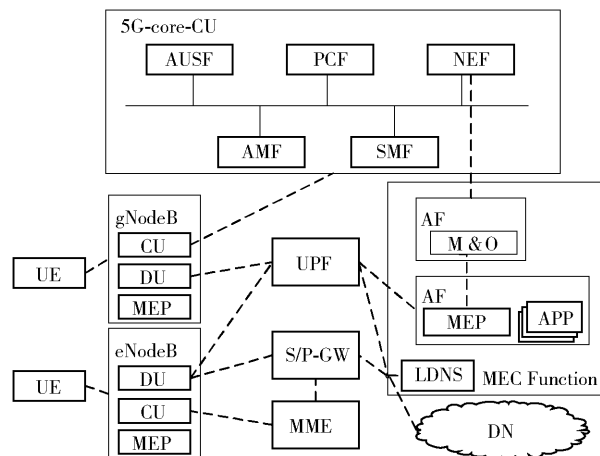 5G-core-CU
AUSF
PCF
NEF
AMF
SMF
gNodeB
CU
DU
MEP
UE
UPF
AF
M & O
AF
MEP
APP
eNodeB
DU
CU
MEP
UE
S/P-GW
MME
LDNS
MEC Function
DN